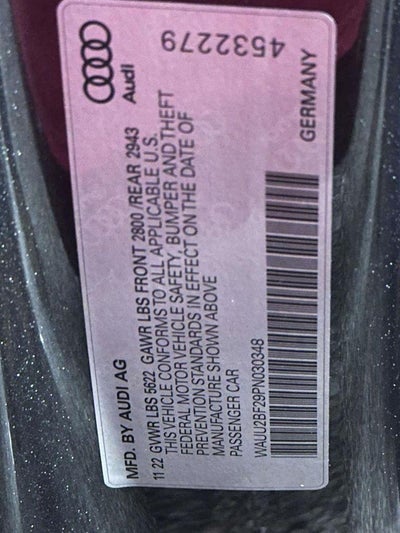 Audi
4532279
MFD. BY AUDI AG
GERMANY
11 22 GVWR LBS 5622 GAWR LBS FRONT 2800 /REAR 2943
THIS VEHICLE CONFORMS TO ALL APPLICABLE U.S.
FEDERAL MOTOR VEHICLE SAFETY, BUMPER AND THEFT
PREVENTION STANDARDS IN EFFECT ON THE DATE OF
MANUFACTURE SHOWN ABOVE
PASSENGER CAR
WAUU2BF29PN030348